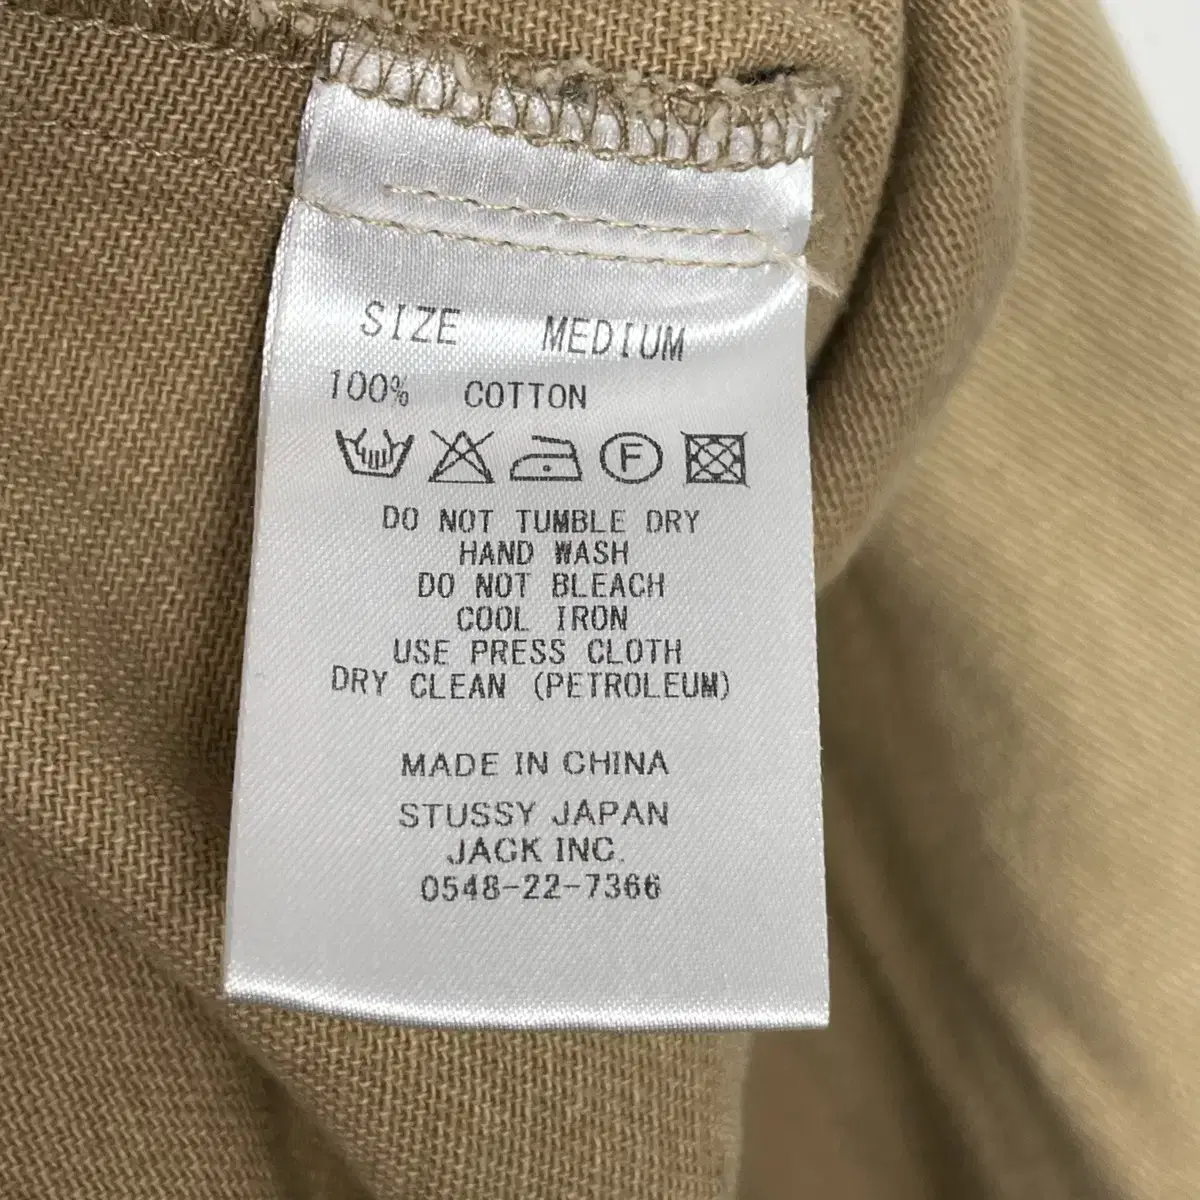 SIZE MEDIUM
100% COTTON
F
DO NOT TUMBLE DRY
HAND WASH
DO NOT BLEACH
COOL IRON
USE PRESS CLOTH
DRY CLEAN (PETROLEUM)
MADE IN CHINA
STUSSY JAPAN
JACK INC.
0548-22-7366